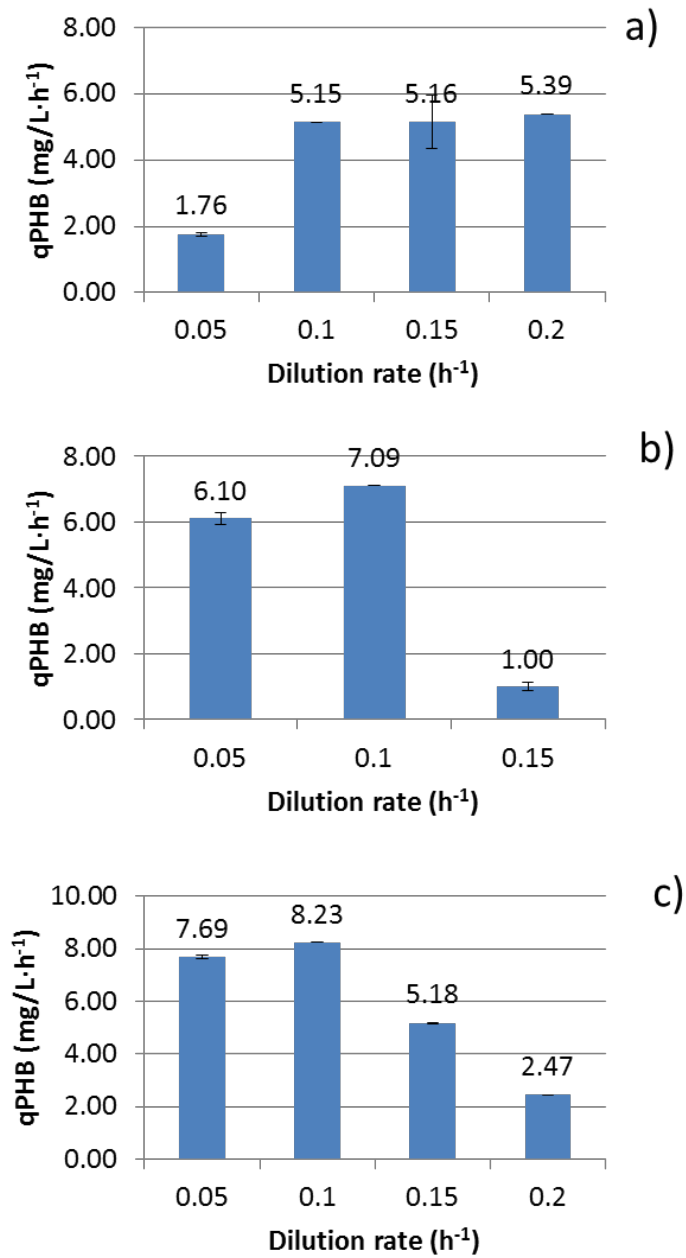 a)
8.00
6.00
4.00
2.00
0.00
qPHB (mg/L·h⁻¹)
1.76
5.15
5.16
5.39
0.05 0.1 0.15 0.2
Dilution rate (h⁻¹)
b)
8.00
6.00
4.00
2.00
0.00
qPHB (mg/L·h⁻¹)
6.10
7.09
1.00
0.05 0.1 0.15
Dilution rate (h⁻¹)
c)
10.00
8.00
6.00
4.00
2.00
0.00
qPHB (mg/L·h⁻¹)
7.69
8.23
5.18
2.47
0.05 0.1 0.15 0.2
Dilution rate (h⁻¹)